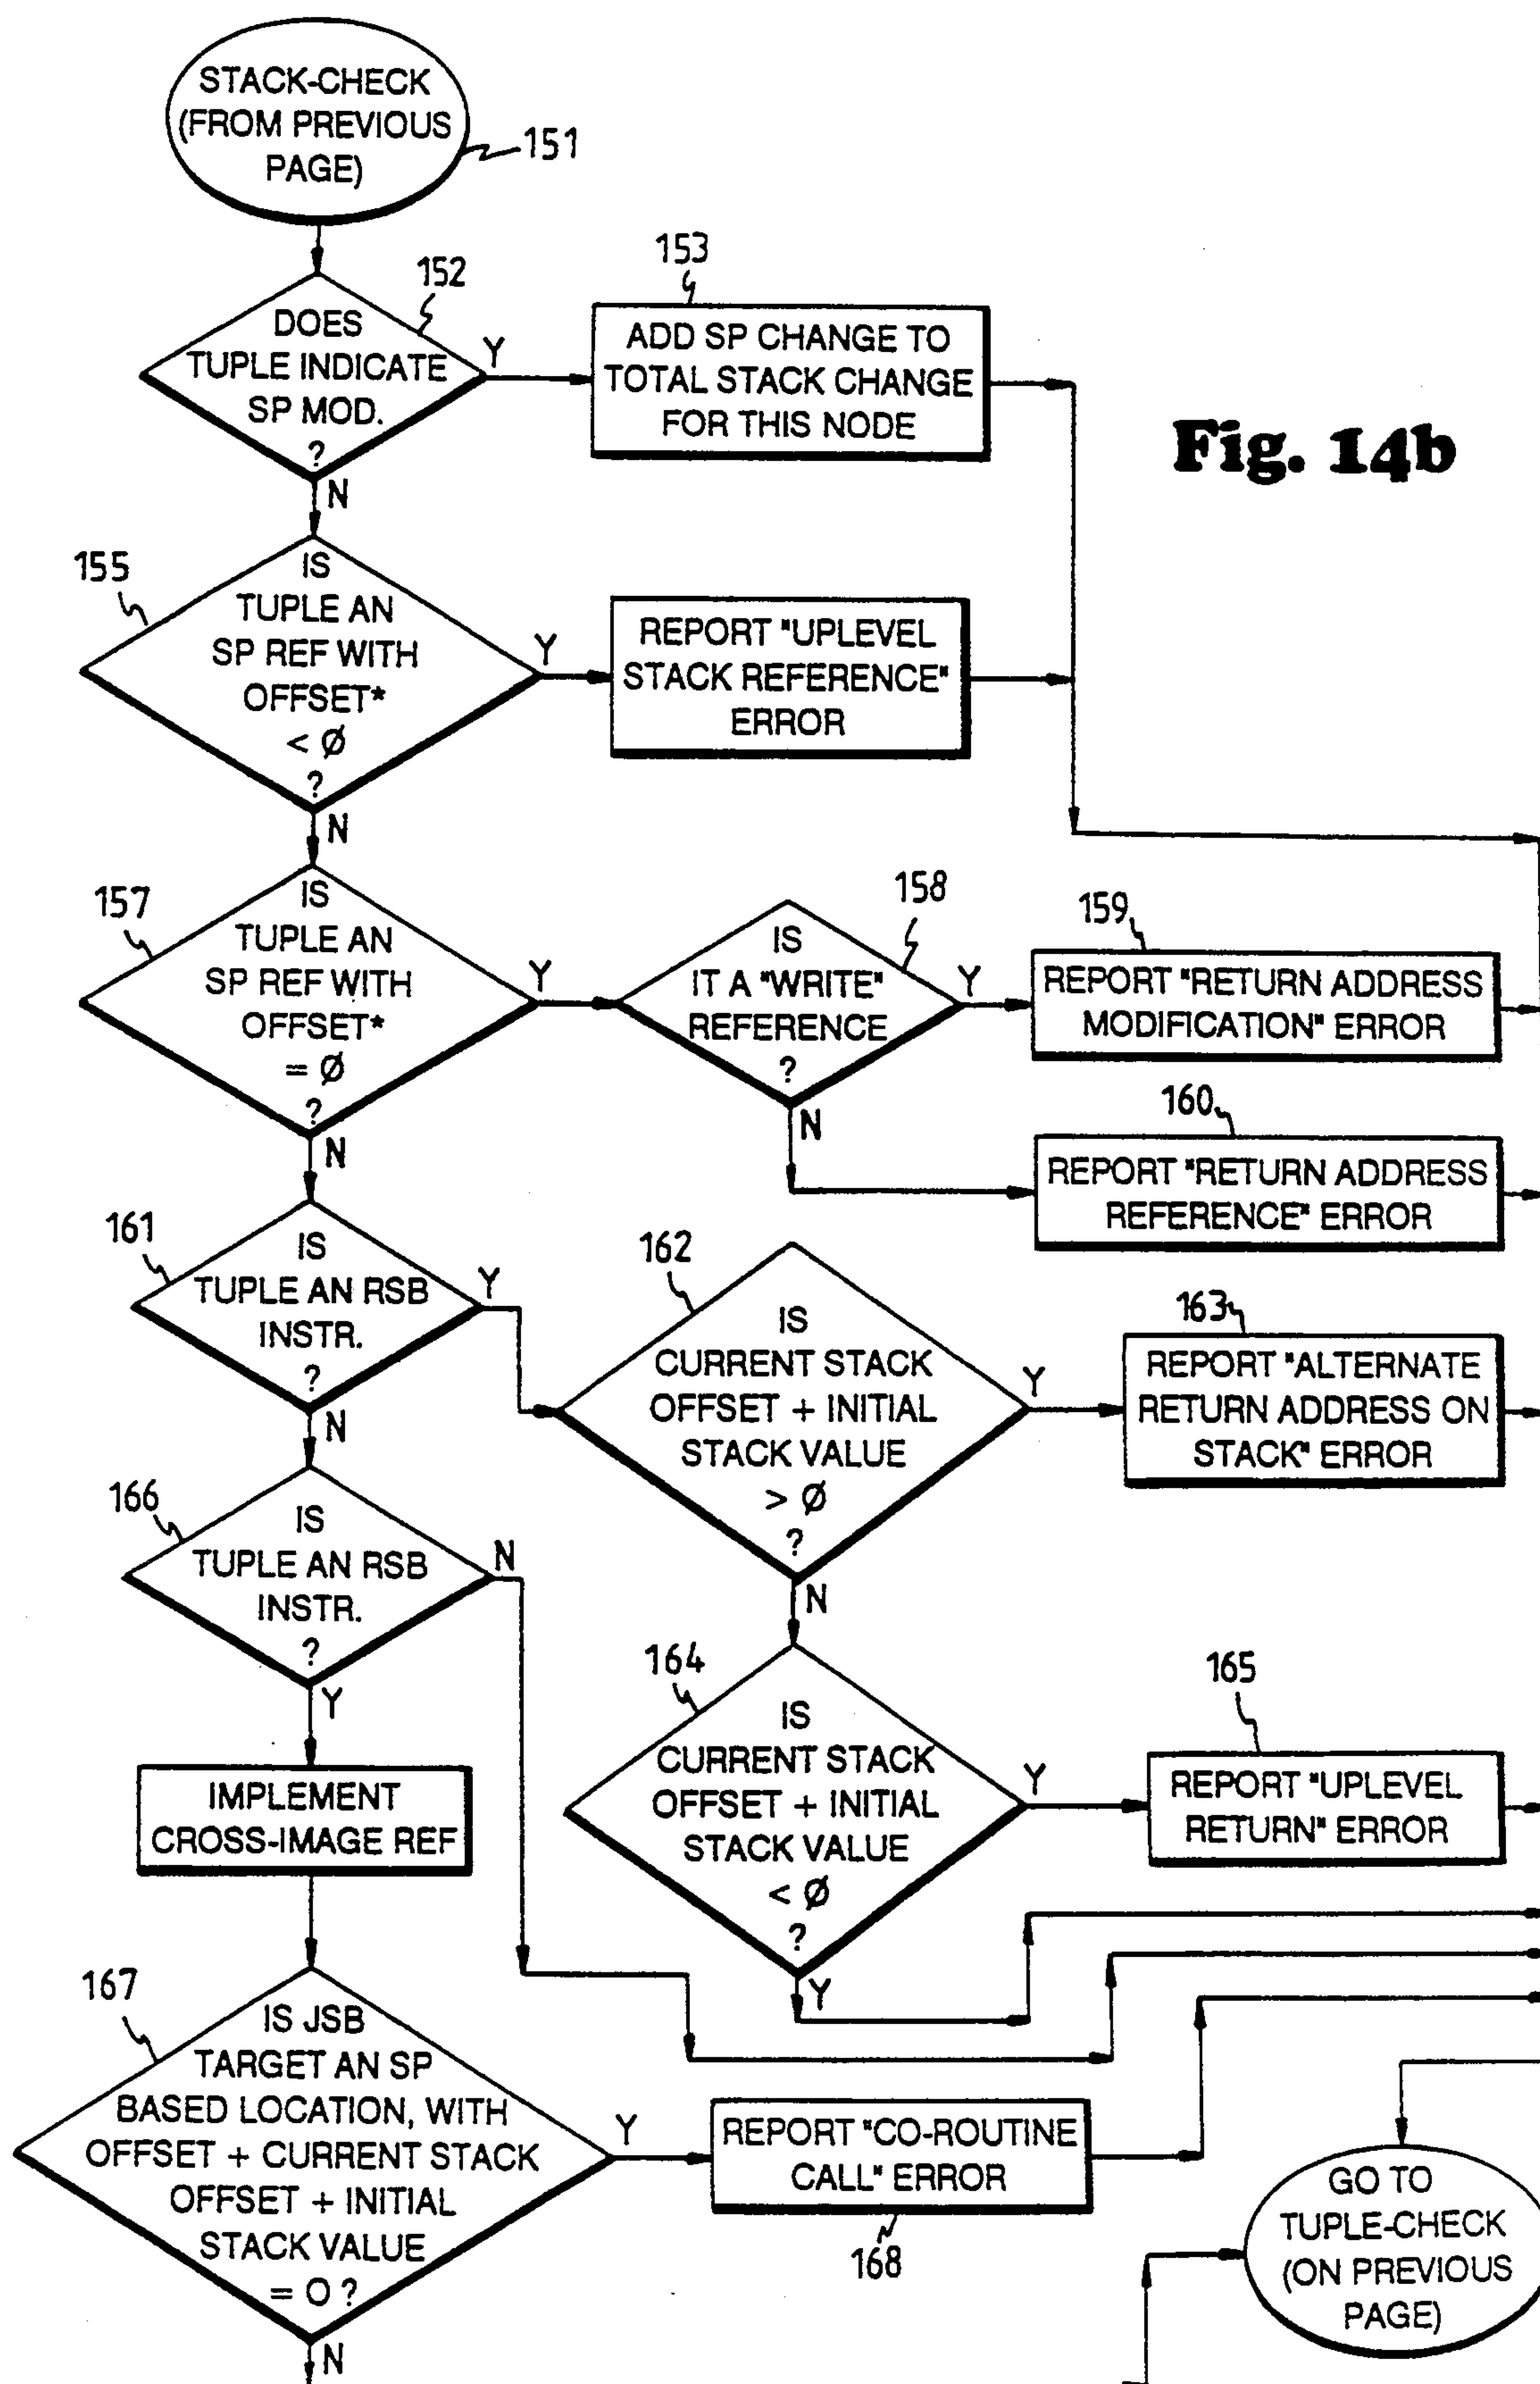 STACK-CHECK
(FROM PREVIOUS
PAGE)
151
152
DOES
TUPLE INDICATE
SP MOD.
?
Y
N
153
ADD SP CHANGE TO
TOTAL STACK CHANGE
FOR THIS NODE
Fig. 14b
155
IS
TUPLE AN
SP REF WITH
OFFSET*
< Ø
?
Y
N
REPORT "UPLEVEL
STACK REFERENCE"
ERROR
157
IS
TUPLE AN
SP REF WITH
OFFSET*
= Ø
?
Y
N
158
IS
IT A "WRITE"
REFERENCE
?
Y
N
159
REPORT "RETURN ADDRESS
MODIFICATION" ERROR
160
REPORT "RETURN ADDRESS
REFERENCE" ERROR
161
IS
TUPLE AN RSB
INSTR.
?
Y
N
162
IS
CURRENT STACK
OFFSET + INITIAL
STACK VALUE
> Ø
?
Y
N
163
REPORT "ALTERNATE
RETURN ADDRESS ON
STACK" ERROR
166
IS
TUPLE AN RSB
INSTR.
?
N
Y
164
IS
CURRENT STACK
OFFSET + INITIAL
STACK VALUE
< Ø
?
Y
Y
165
REPORT "UPLEVEL
RETURN" ERROR
IMPLEMENT
CROSS-IMAGE REF
167
IS JSB
TARGET AN SP
BASED LOCATION, WITH
OFFSET + CURRENT STACK
OFFSET + INITIAL
STACK VALUE
= O ?
Y
N
REPORT "CO-ROUTINE
CALL" ERROR
168
GO TO
TUPLE-CHECK
(ON PREVIOUS
PAGE)